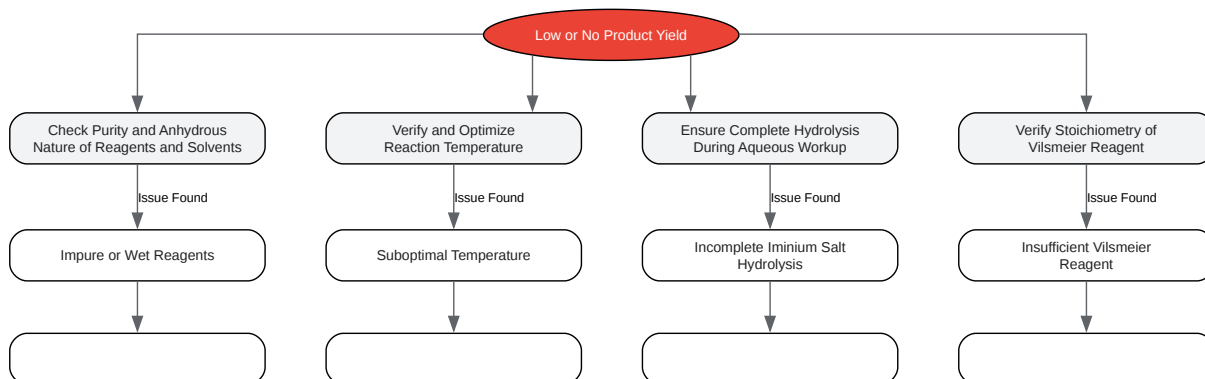 Low or No Product Yield
Check Purity and Anhydrous
Nature of Reagents and Solvents
Verify and Optimize
Reaction Temperature
Ensure Complete Hydrolysis
During Aqueous Workup
Verify Stoichiometry of
Vilsmeier Reagent
Issue Found
Issue Found
Issue Found
Issue Found
Impure or Wet Reagents
Suboptimal Temperature
Incomplete Iminium Salt
Hydrolysis
Insufficient Vilsmeier
Reagent